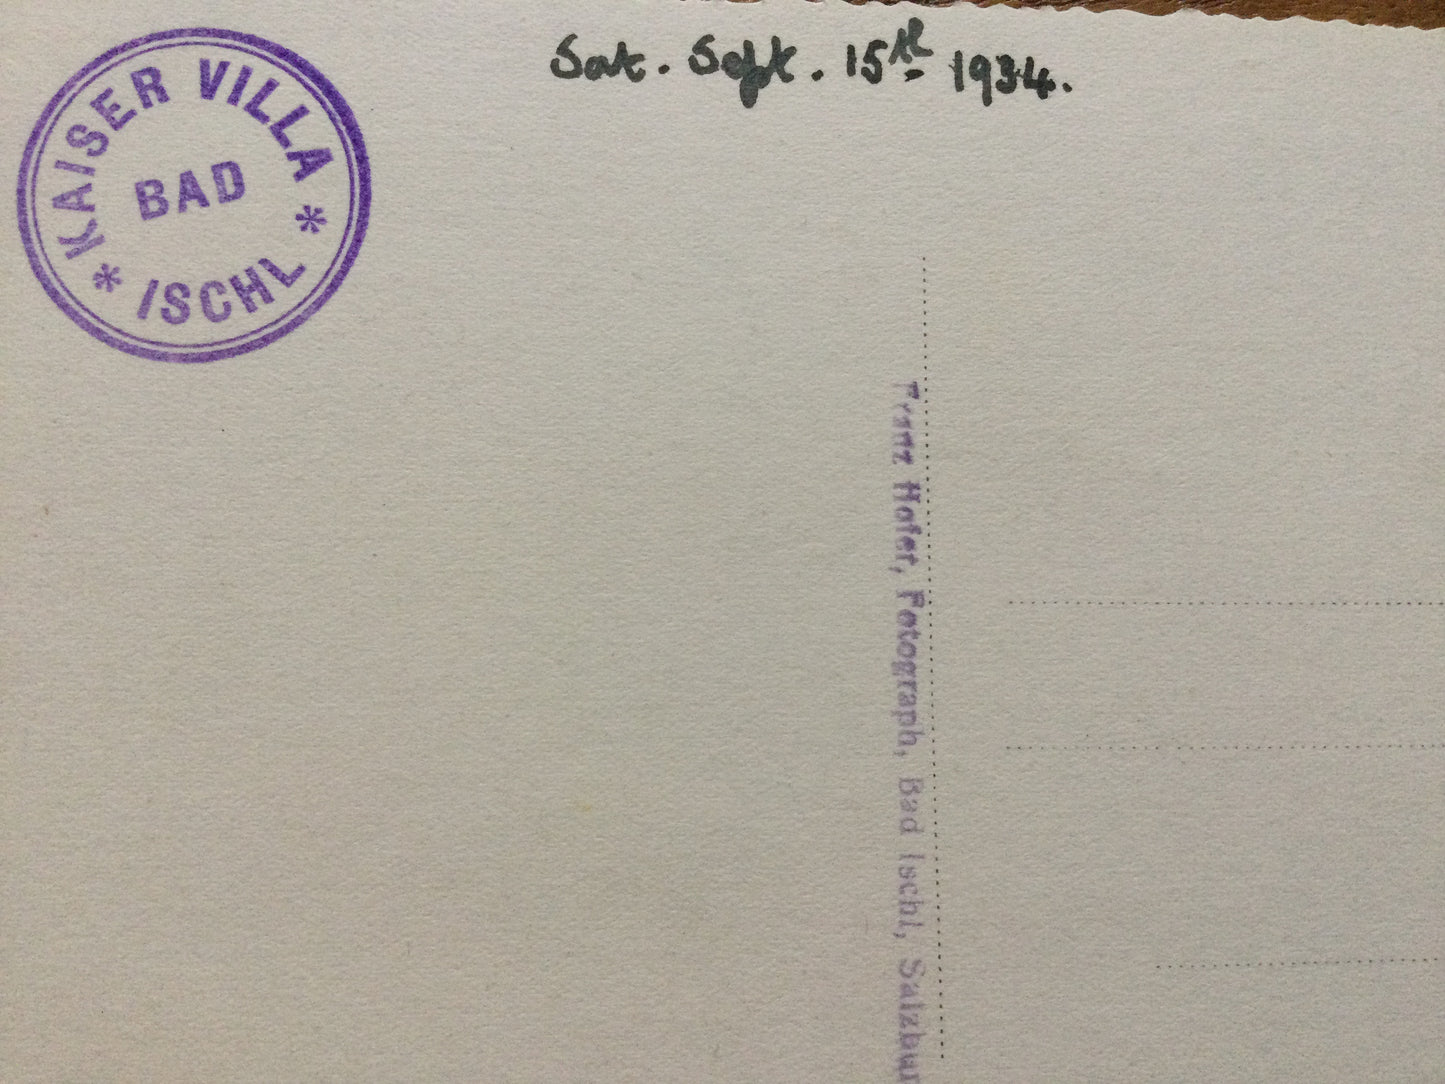 Sat. Sept. 15th 1934.
KAISER VILLA
BAD
* ISCHL *
Franz Hofer, Fotograph, Bad Ischl, Salzbur